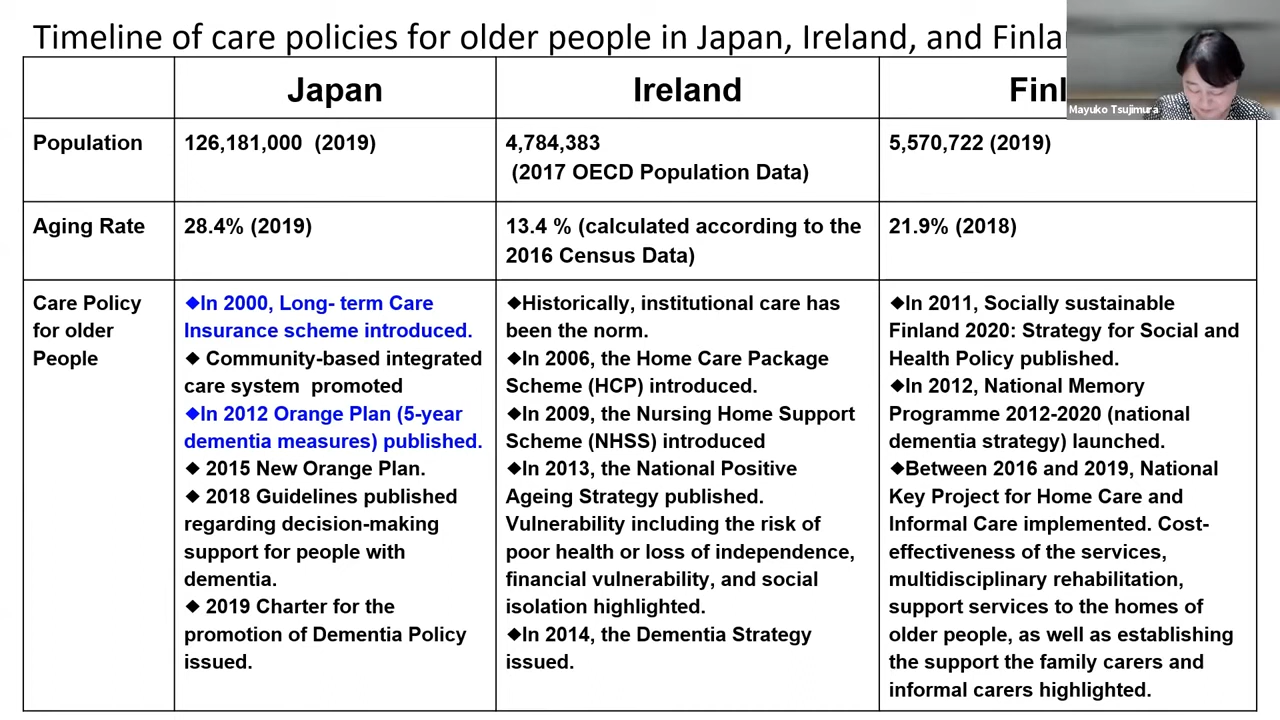 Timeline of care policies for older people in Japan, Ireland, and
Mayuko Tsujimura
Japan
Ireland
Population
126,181,000 (2019)
4,784,383
(2017 OECD Population Data)
5,570,722 (2019)
Aging Rate
28.4% (2019)
13.4 % (calculated according to the
2016 Census Data)
21.9% (2018)
Care Policy
for older
People
◆In 2000, Long- term Care
Insurance scheme introduced.
◆ Community-based integrated
care system promoted
◆In 2012 Orange Plan (5-year
dementia measures) published.
◆ 2015 New Orange Plan.
◆ 2018 Guidelines published
regarding decision-making
support for people with
dementia.
◆ 2019 Charter for the
promotion of Dementia Policy
issued.
◆Historically, institutional care has
been the norm.
◆In 2006, the Home Care Package
Scheme (HCP) introduced.
◆In 2009, the Nursing Home Support
Scheme (NHSS) introduced
◆In 2013, the National Positive
Ageing Strategy published.
Vulnerability including the risk of
poor health or loss of independence,
financial vulnerability, and social
isolation highlighted.
◆In 2014, the Dementia Strategy
issued.
◆In 2011, Socially sustainable
Finland 2020: Strategy for Social and
Health Policy published.
◆In 2012, National Memory
Programme 2012-2020 (national
dementia strategy) launched.
◆Between 2016 and 2019, National
Key Project for Home Care and
Informal Care implemented. Cost-
effectiveness of the services,
multidisciplinary rehabilitation,
support services to the homes of
older people, as well as establishing
the support the family carers and
informal carers highlighted.